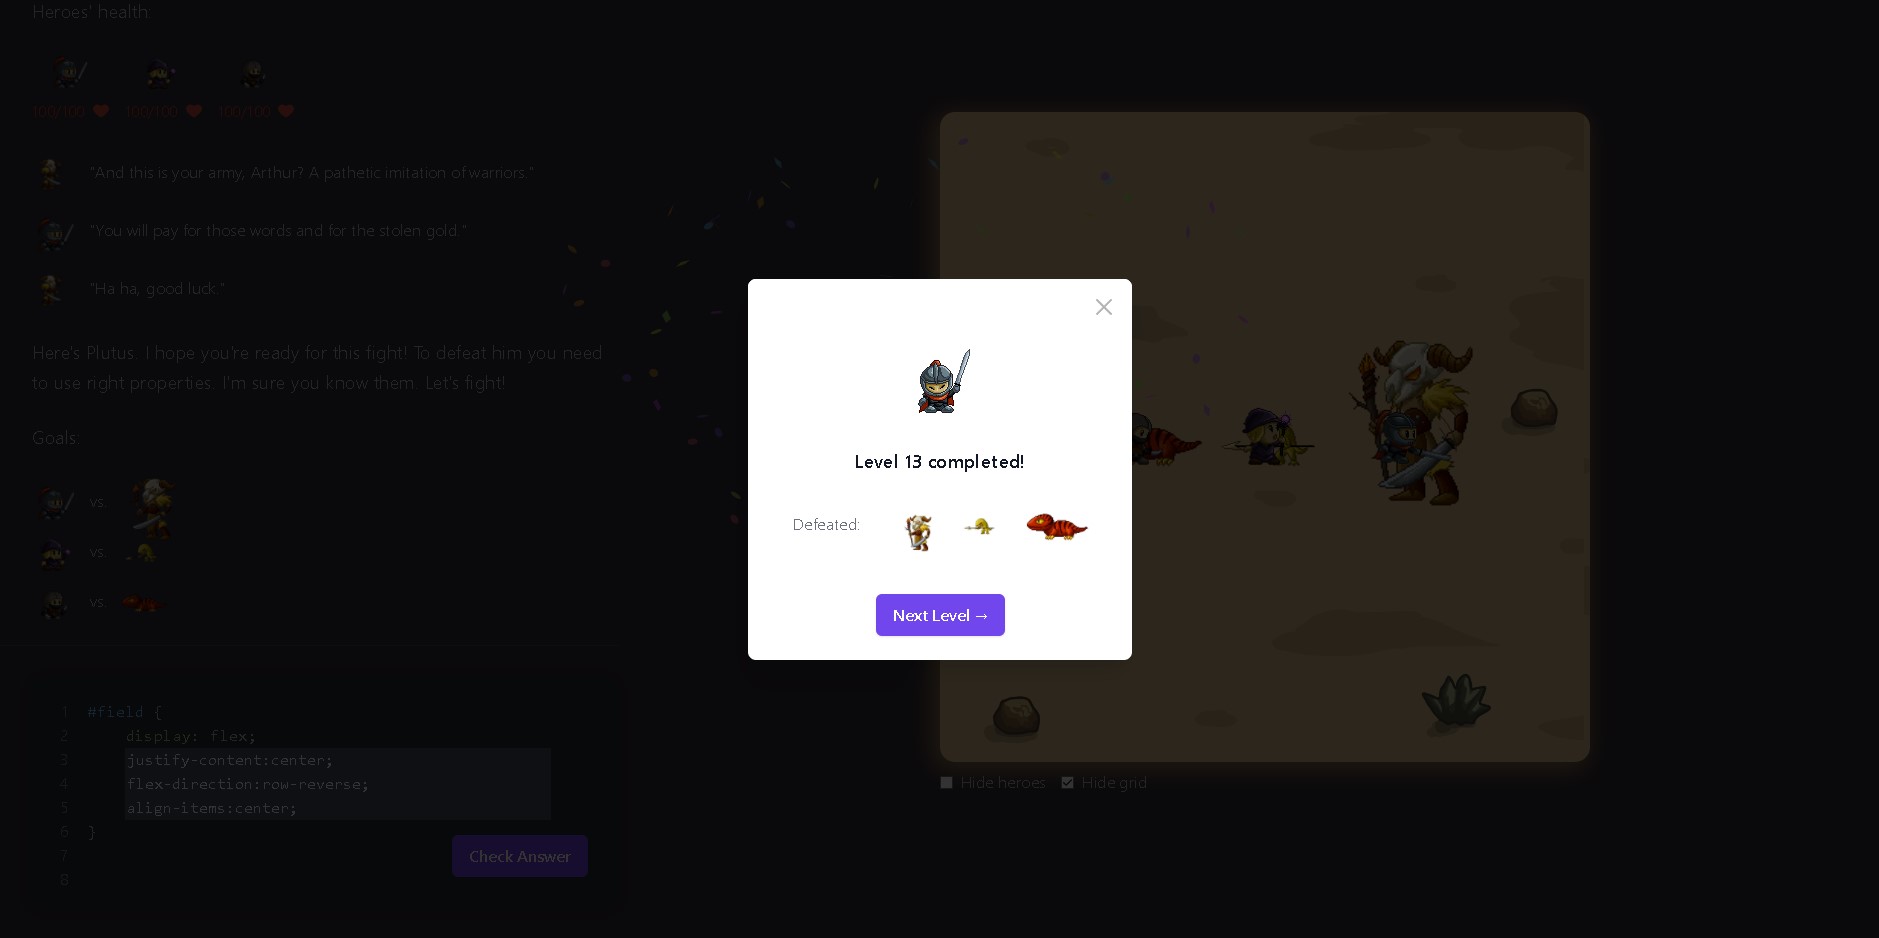 Heroes' health:
100/100 100/100 100/100
"And this is your army, Arthur? A pathetic imitation of warriors."
"You will pay for those words and for the stolen gold."
"Ha ha, good luck."
Here's Plutus. I hope you're ready for this fight! To defeat him you need
to use right properties. I'm sure you know them. Let's fight!
Goals:
vs.
vs.
vs.
1 #field {
2 display: flex;
3 justify-content:center;
4 flex-direction:row-reverse;
5 align-items:center;
6 }
7
8
Check Answer
Level 13 completed!
Defeated:
Next Level →
Hide heroes Hide grid